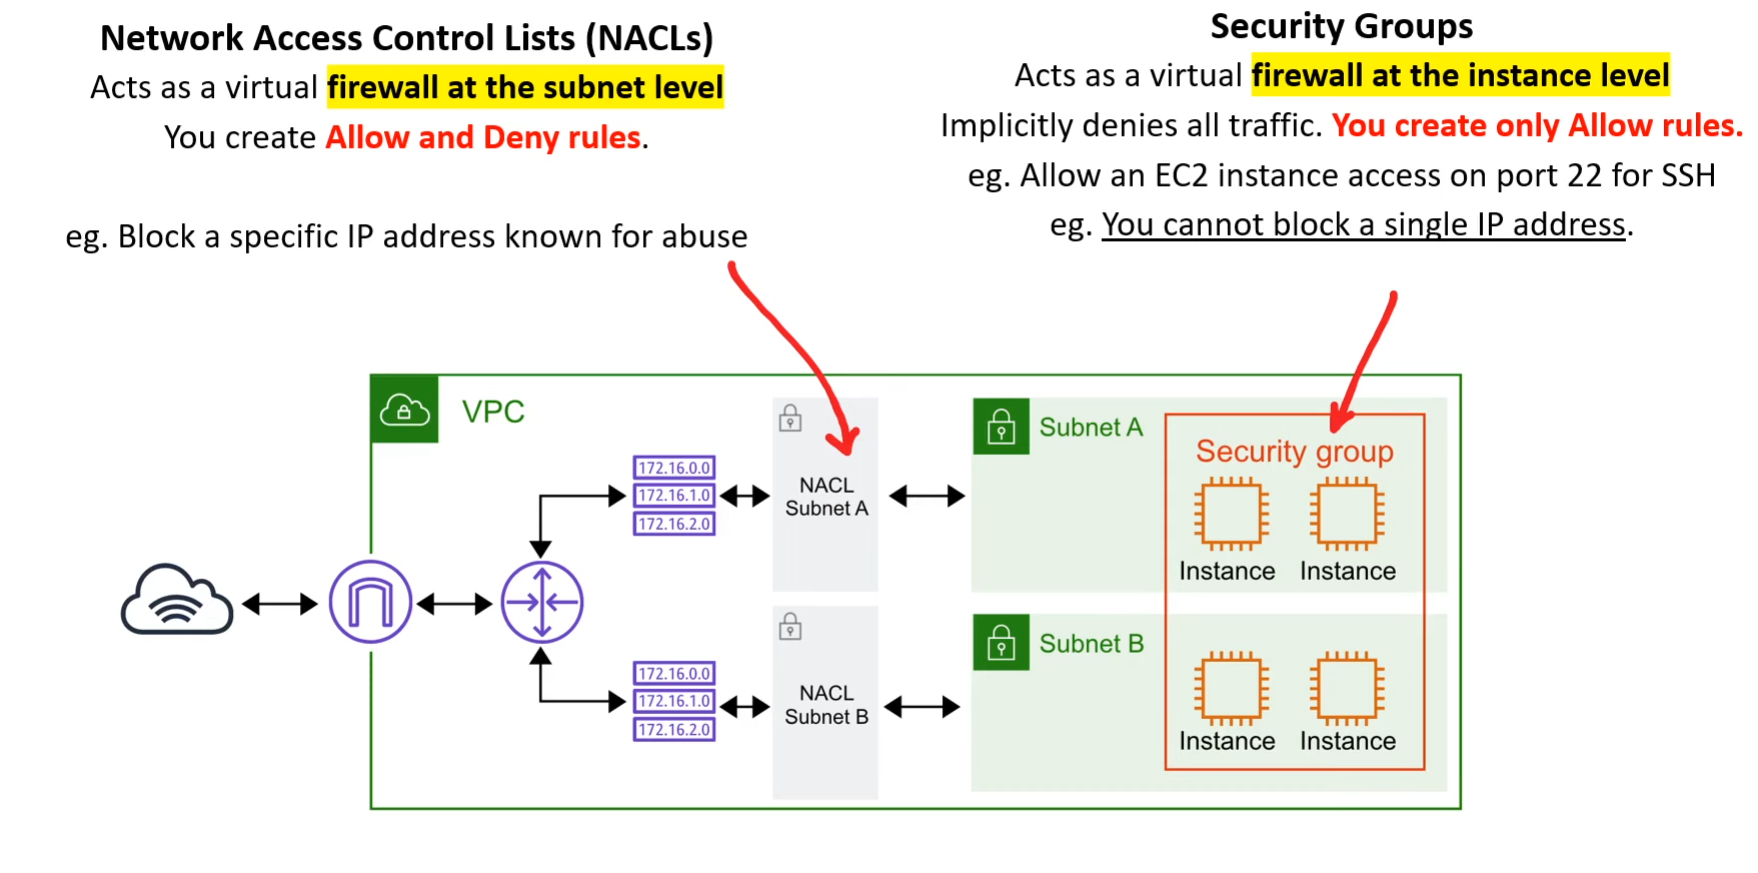 Network Access Control Lists (NACLs)
Acts as a virtual firewall at the subnet level
You create Allow and Deny rules.
eg. Block a specific IP address known for abuse
Security Groups
Acts as a virtual firewall at the instance level
Implicitly denies all traffic. You create only Allow rules.
eg. Allow an EC2 instance access on port 22 for SSH
eg. You cannot block a single IP address.
VPC
172.16.0.0
172.16.1.0
172.16.2.0
NACL
Subnet A
Subnet A
Security group
Instance Instance
172.16.0.0
172.16.1.0
172.16.2.0
NACL
Subnet B
Subnet B
Instance Instance